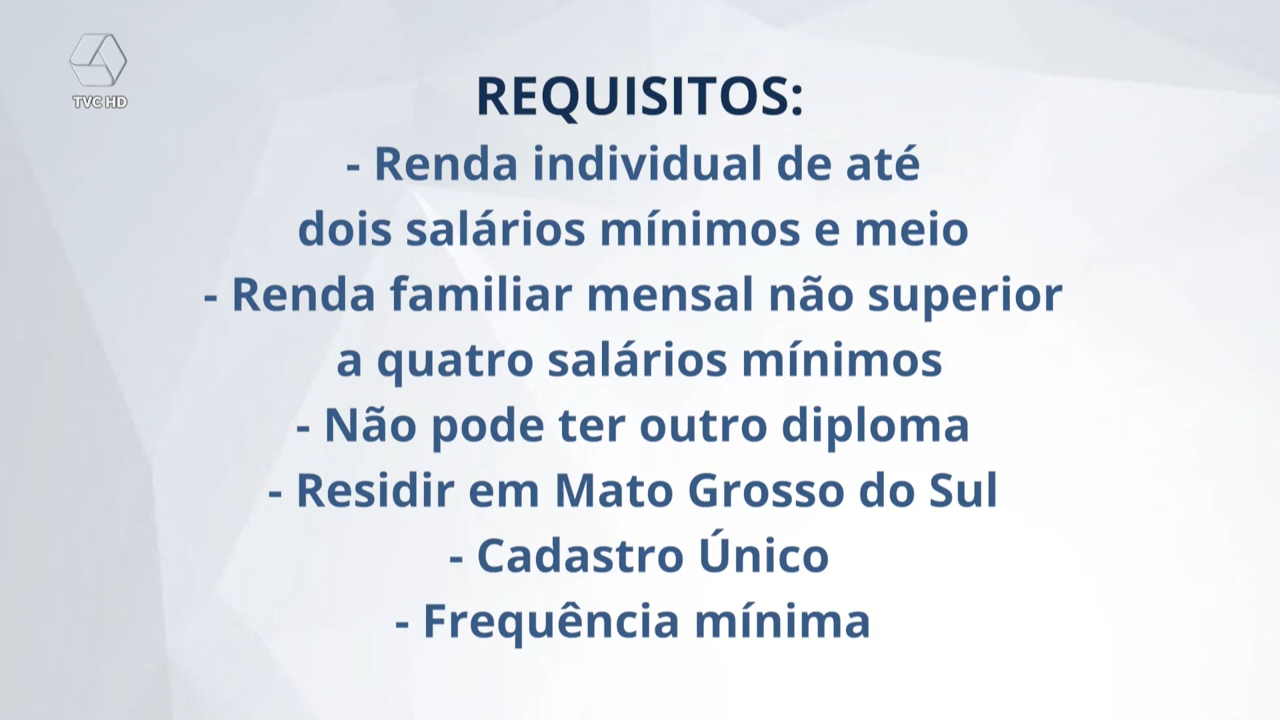 TVC HD
REQUISITOS:
- Renda individual de até
dois salários mínimos e meio
- Renda familiar mensal não superior
a quatro salários mínimos
- Não pode ter outro diploma
- Residir em Mato Grosso do Sul
- Cadastro Único
- Frequência mínima